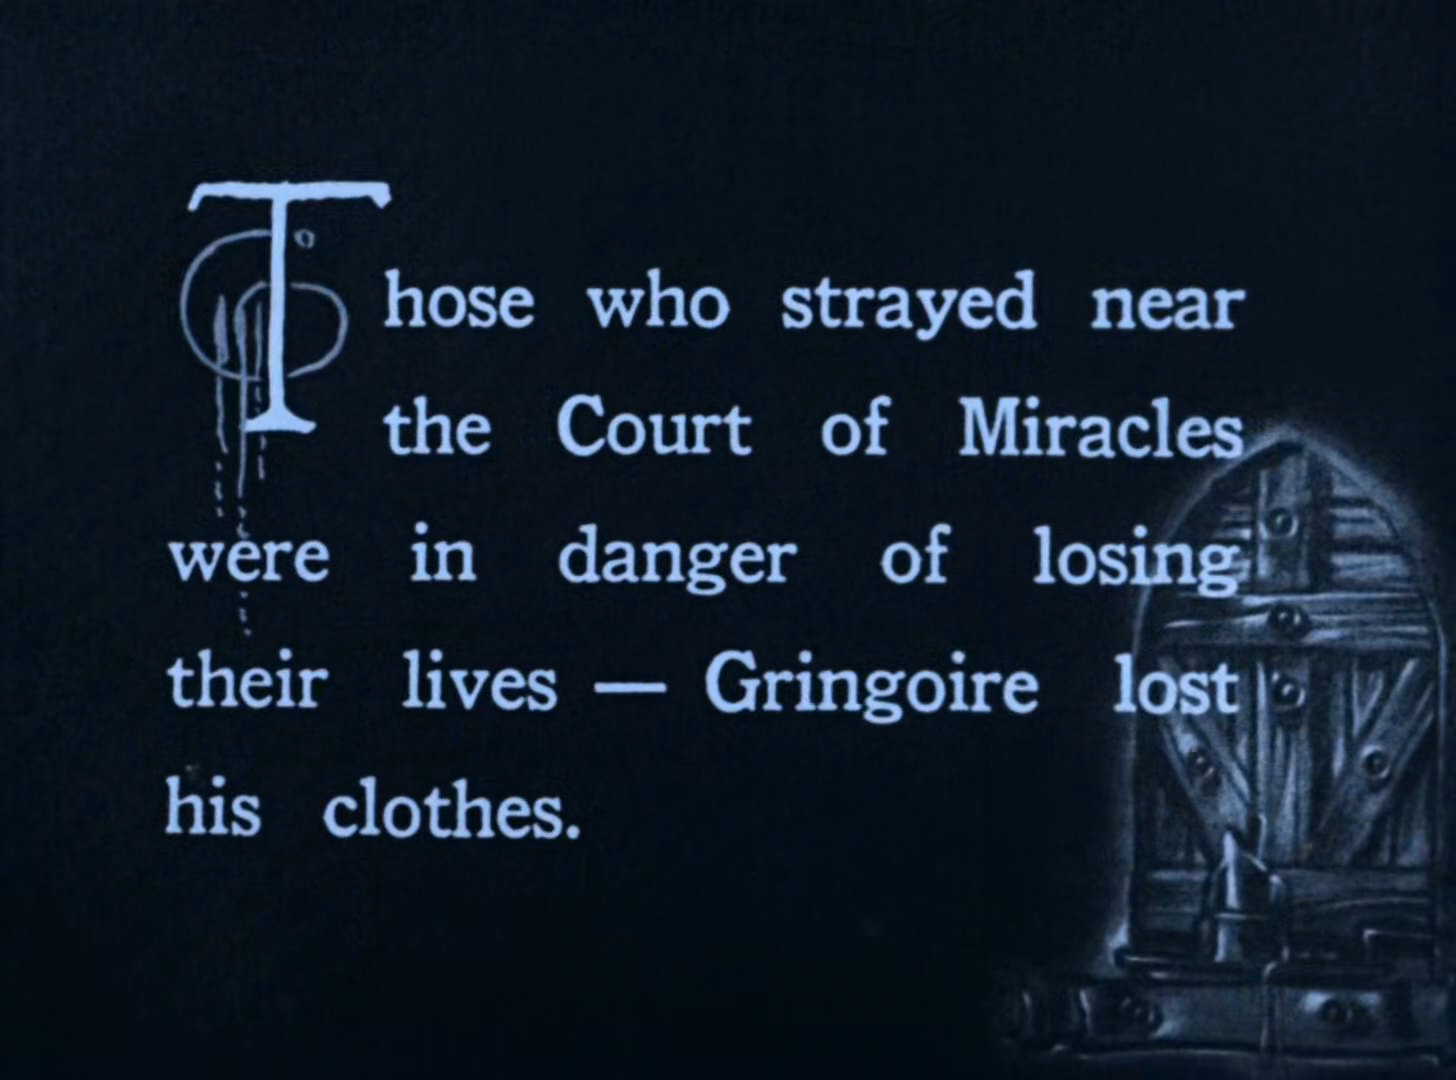 Those who strayed near
the Court of Miracles
were in danger of losing
their lives — Gringoire lost
his clothes.